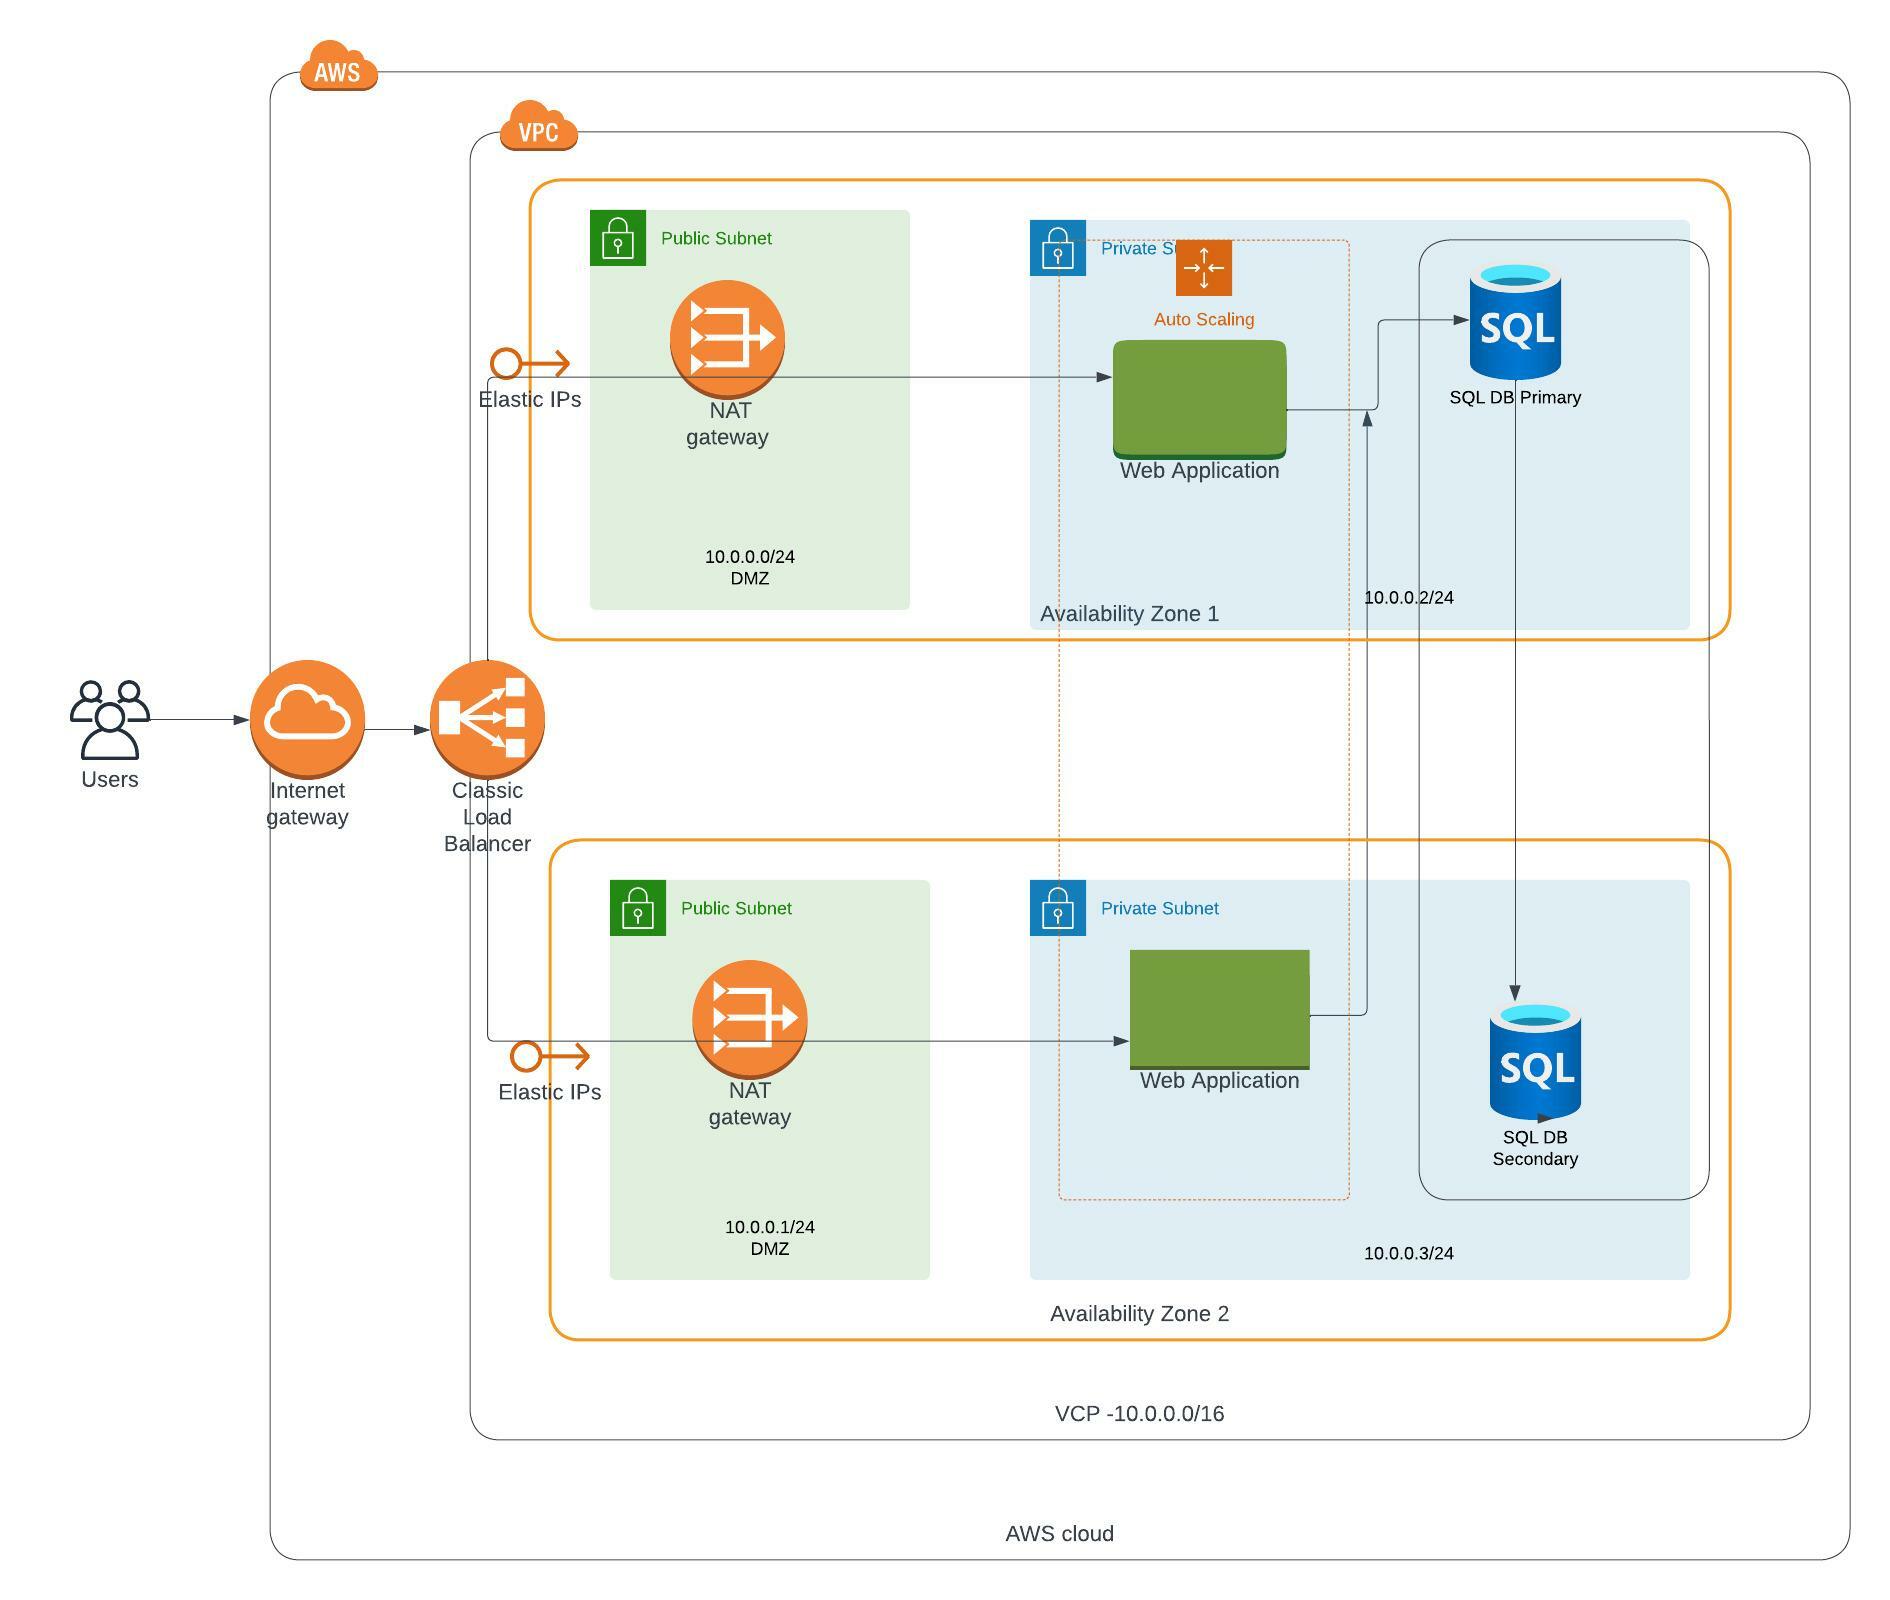 AWS
VPC
Public Subnet
Private Su
Auto Scaling
SQL
SQL DB Primary
Elastic IPs
NAT
gateway
Web Application
10.0.0.0/24
DMZ
10.0.0.2/24
Availability Zone 1
Users
Internet
gateway
Classic
Load
Balancer
Public Subnet
Private Subnet
SQL
SQL DB
Secondary
Elastic IPs
NAT
gateway
Web Application
10.0.0.1/24
DMZ
10.0.0.3/24
Availability Zone 2
VCP -10.0.0.0/16
AWS cloud